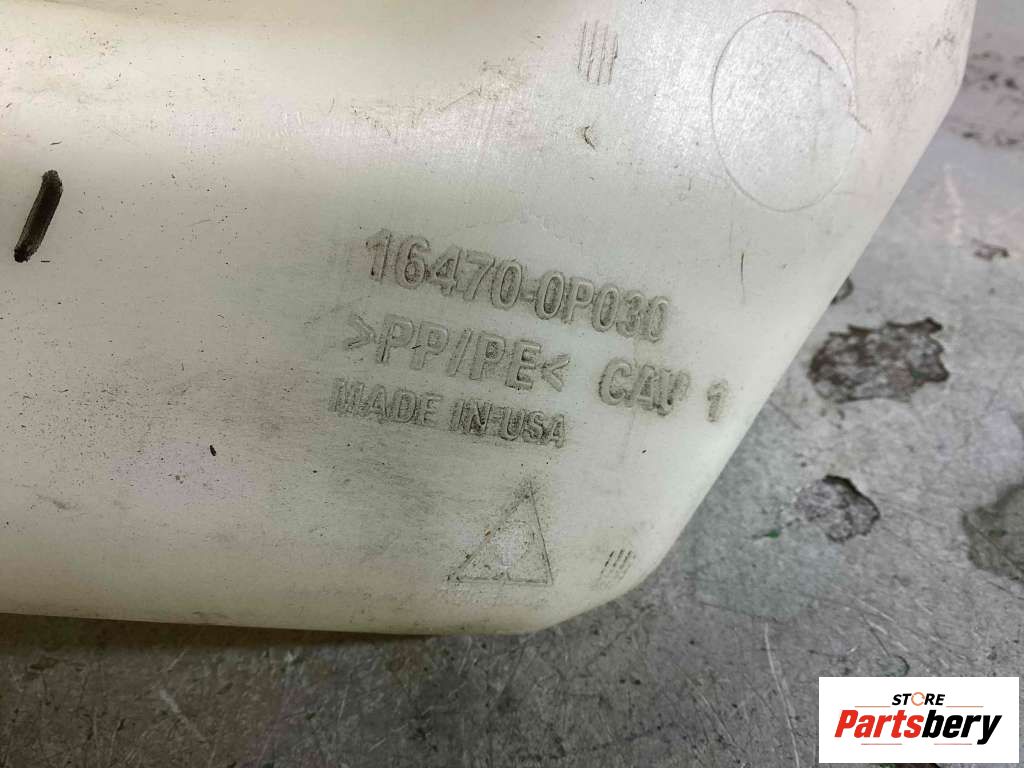 16470-0P030
>PP/PE< CAV 1
MADE IN USA
STORE
Partsbery